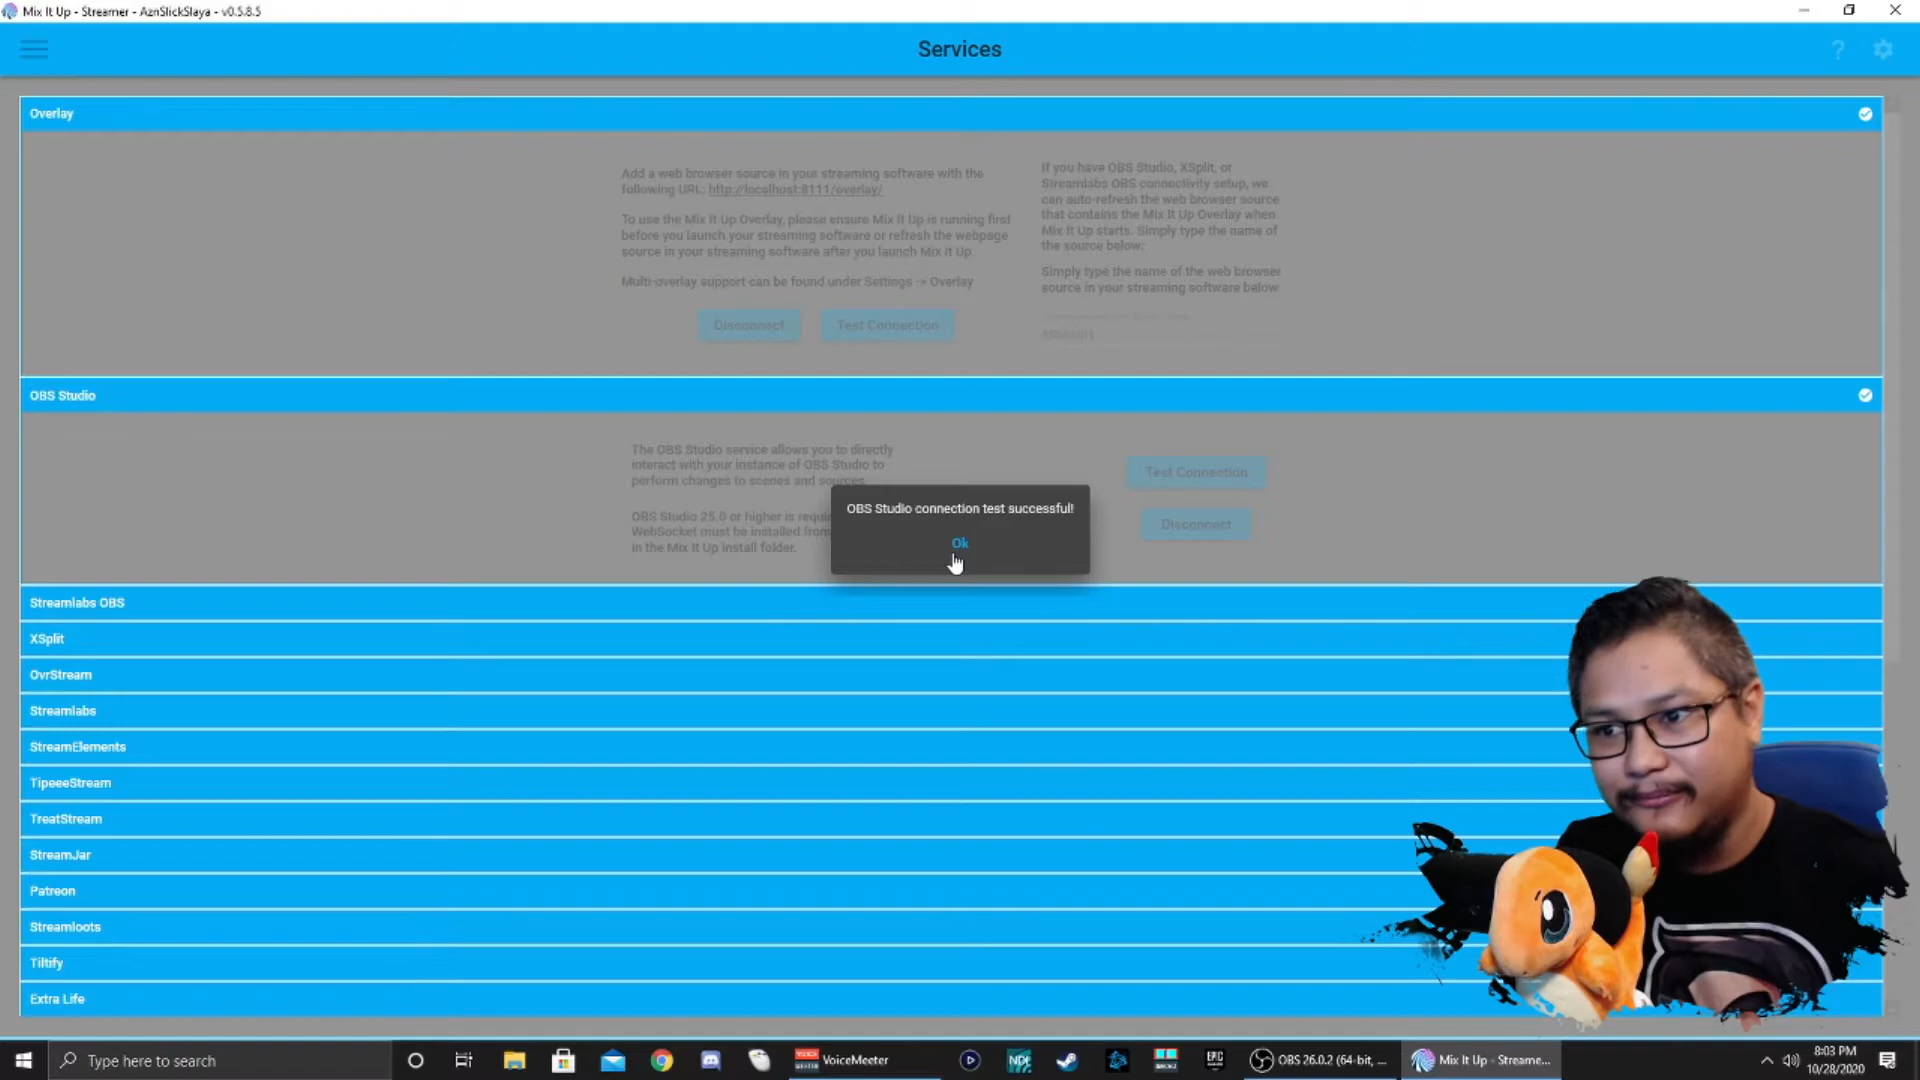 Mix It Up - Streamer - AznSlickSlaya - v0.5.8.5
Services
?
Overlay
Add a web browser source in your streaming software with the
following URL: http://localhost:8111/overlay/
To use the Mix It Up Overlay, please ensure Mix It Up is running first
before you launch your streaming software or refresh the webpage
source in your streaming software after you launch Mix It Up.
Multi-overlay support can be found under Settings → Overlay
Disconnect
Test Connection
If you have OBS Studio, XSplit, or
Streamlabs OBS connectivity setup, we
can auto-refresh the web browser source
that contains the Mix It Up Overlay when
Mix It Up starts. Simply type the name of
the source below:
Simply type the name of the web browser
source in your streaming software below
OBS Studio
The OBS Studio service allows you to directly
interact with your instance of OBS Studio to
perform changes to scenes and sources.
OBS Studio 25.0 or higher is requi
WebSocket must be installed from
in the Mix It Up install folder.
Test Connection
Disconnect
OBS Studio connection test successful!
Ok
Streamlabs OBS
XSplit
OvrStream
Streamlabs
StreamElements
TipeeeStream
TreatStream
StreamJar
Patreon
Streamloots
Tiltify
Extra Life
Type here to search
VoiceMeeter
NDI
EPIC
OBS 26.0.2 (64-bit, ...
Mix It Up - Streame...
8:03 PM
10/28/2020